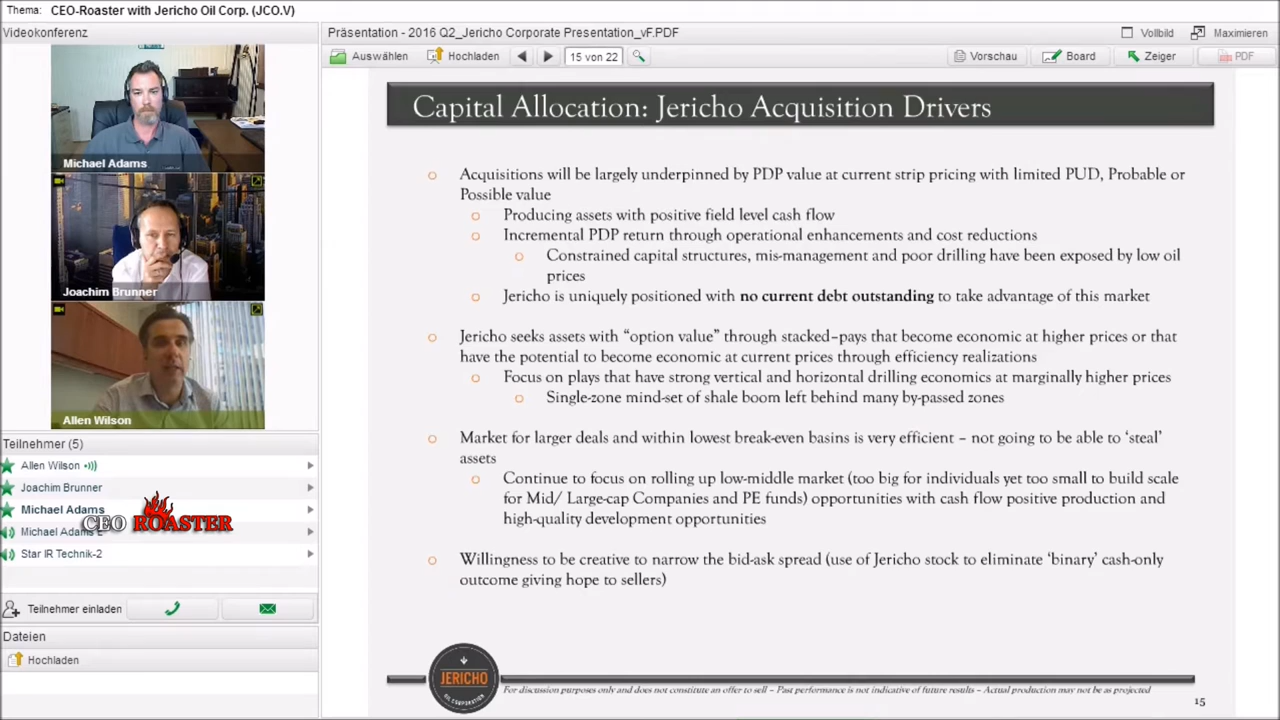 Thema: CEO-Roaster with Jericho Oil Corp. (JCO.V)
Videokonferenz
Michael Adams
Joachim Brunner
Allen Wilson
Teilnehmer (5)
Allen Wilson
Joachim Brunner
Michael Adams
CEO ROASTER
Michael Adams
Star IR Technik-2
Teilnehmer einladen
Dateien
Hochladen
Präsentation - 2016 Q2_Jericho Corporate Presentation_vF.PDF
Vollbild
Maximieren
Auswählen
Hochladen
15 von 22
Vorschau
Board
Zeiger
PDF
Capital Allocation: Jericho Acquisition Drivers
Acquisitions will be largely underpinned by PDP value at current strip pricing with limited PUD, Probable or
Possible value
Producing assets with positive field level cash flow
Incremental PDP return through operational enhancements and cost reductions
Constrained capital structures, mis-management and poor drilling have been exposed by low oil
prices
Jericho is uniquely positioned with no current debt outstanding to take advantage of this market
Jericho seeks assets with “option value” through stacked–pays that become economic at higher prices or that
have the potential to become economic at current prices through efficiency realizations
Focus on plays that have strong vertical and horizontal drilling economics at marginally higher prices
Single-zone mind-set of shale boom left behind many by-passed zones
Market for larger deals and within lowest break-even basins is very efficient – not going to be able to ‘steal’
assets
Continue to focus on rolling up low-middle market (too big for individuals yet too small to build scale
for Mid/ Large-cap Companies and PE funds) opportunities with cash flow positive production and
high-quality development opportunities
Willingness to be creative to narrow the bid-ask spread (use of Jericho stock to eliminate ‘binary’ cash-only
outcome giving hope to sellers)
JERICHO
OIL CORPORATION
For discussion purposes only and does not constitute an offer to sell – Past performance is not indicative of future results – Actual production may not be as projected
15